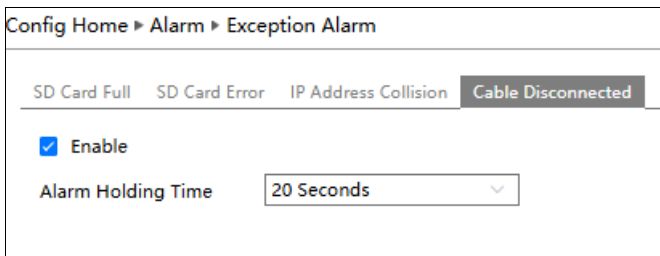 Config Home ▶ Alarm ▶ Exception Alarm
SD Card Full SD Card Error IP Address Collision Cable Disconnected
Enable
Alarm Holding Time 20 Seconds